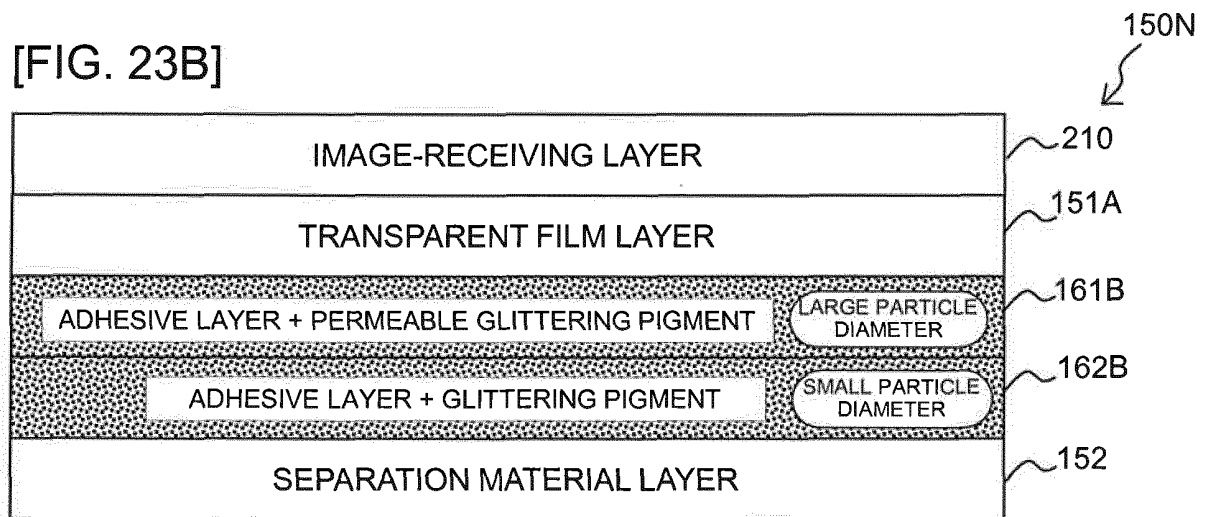 150N
[FIG. 23B]
IMAGE-RECEIVING LAYER
210
TRANSPARENT FILM LAYER
151A
ADHESIVE LAYER + PERMEABLE GLITTERING PIGMENT
LARGE PARTICLE
DIAMETER
161B
ADHESIVE LAYER + GLITTERING PIGMENT
SMALL PARTICLE
DIAMETER
162B
SEPARATION MATERIAL LAYER
152